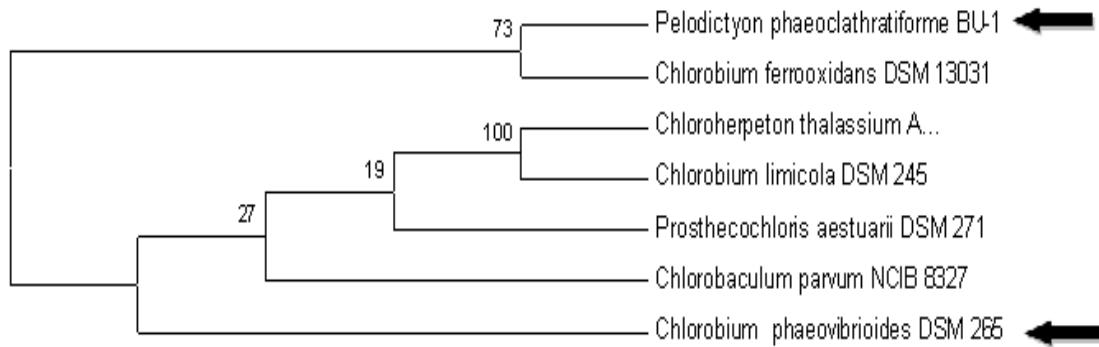 73
Pelodictyon phaeoclathratiforme BU-1
Chlorobium ferrooxidans DSM 13031
100
Chloroherpeton thalassium A...
19
Chlorobium limicola DSM 245
27
Prosthecochloris aestuarii DSM 271
Chlorobaculum parvum NCIB 8327
Chlorobium phaeovibrioides DSM 265